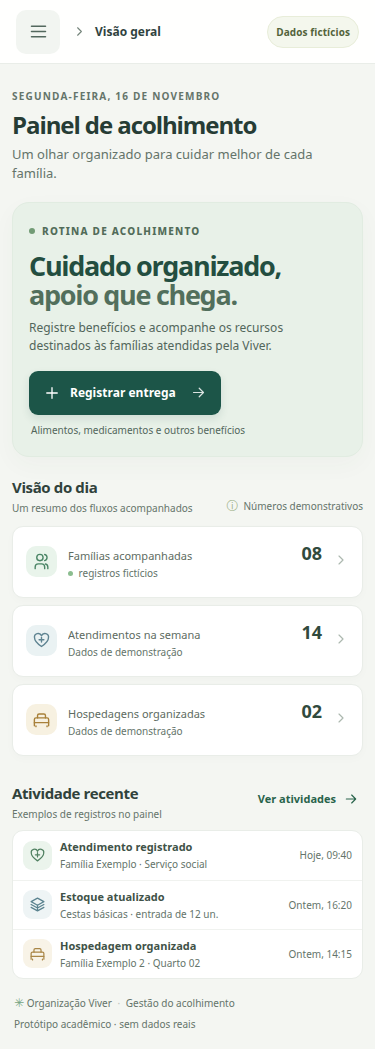 Visão geral
Dados fictícios
SEGUNDA-FEIRA, 16 DE NOVEMBRO
Painel de acolhimento
Um olhar organizado para cuidar melhor de cada
família.
ROTINA DE ACOLHIMENTO
Cuidado organizado,
apoio que chega.
Registre benefícios e acompanhe os recursos
destinados às famílias atendidas pela Viver.
Registrar entrega
Alimentos, medicamentos e outros benefícios
Visão do dia
Um resumo dos fluxos acompanhados
Números demonstrativos
Famílias acompanhadas
registros fictícios
08
Atendimentos na semana
Dados de demonstração
14
Hospedagens organizadas
Dados de demonstração
02
Atividade recente
Exemplos de registros no painel
Ver atividades
Atendimento registrado
Família Exemplo · Serviço social
Hoje, 09:40
Estoque atualizado
Cestas básicas · entrada de 12 un.
Ontem, 16:20
Hospedagem organizada
Família Exemplo 2 · Quarto 02
Ontem, 14:15
Organização Viver · Gestão do acolhimento
Protótipo acadêmico · sem dados reais